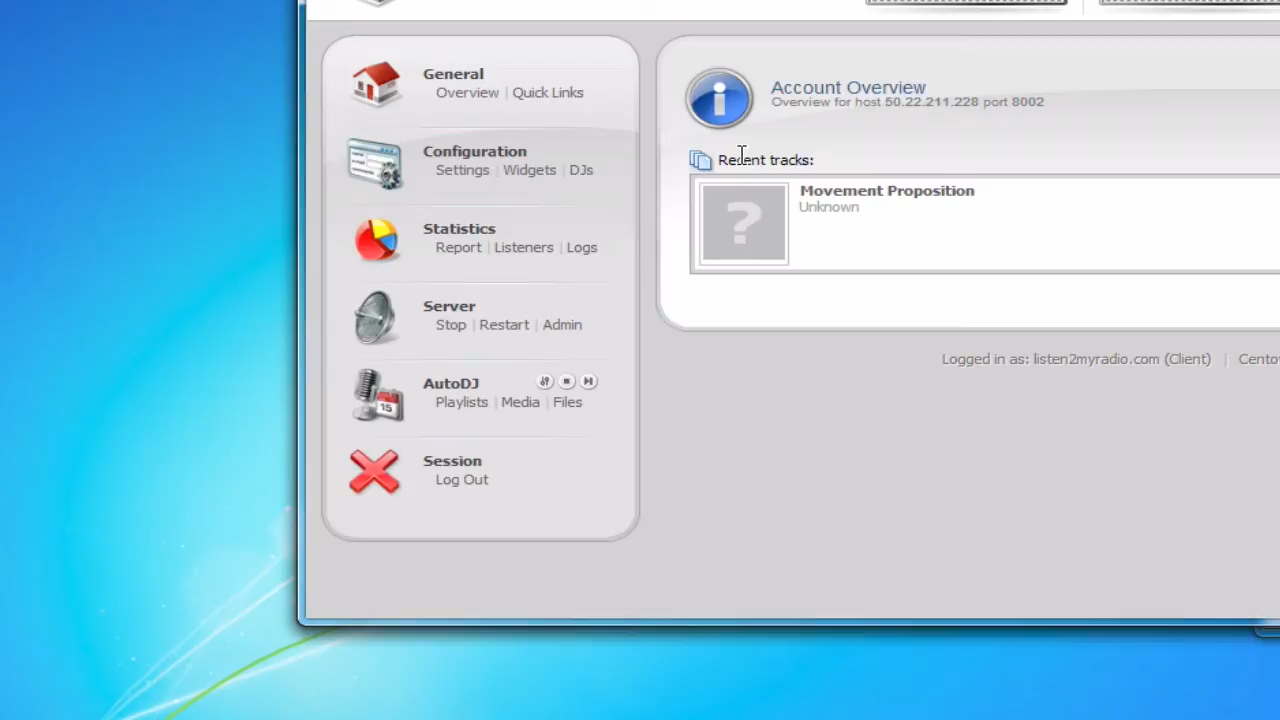 General
Overview | Quick Links
Configuration
Settings | Widgets | DJs
Statistics
Report | Listeners | Logs
Server
Stop | Restart | Admin
AutoDJ
15
Playlists | Media | Files
Session
Log Out
Account Overview
Overview for host 50.22.211.228 port 8002
Recent tracks:
?
Movement Proposition
Unknown
Logged in as: listen2myradio.com (Client) | Cento